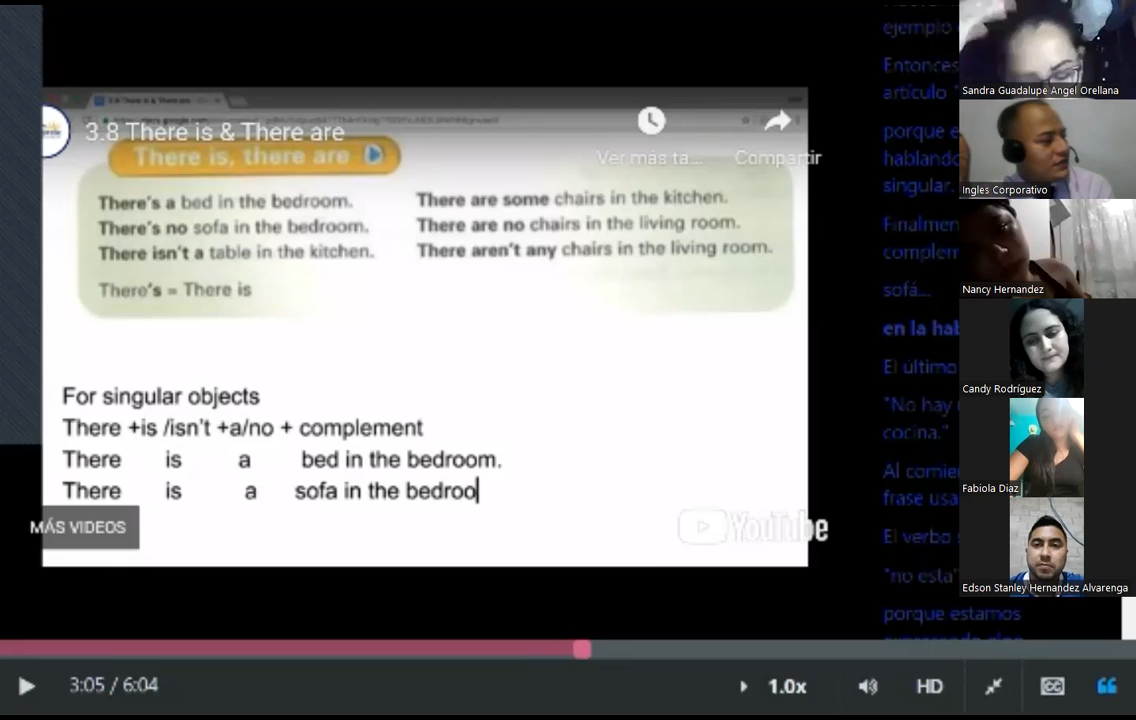 3.8 There is & There are
Ver más ta...
Compartir
There is, there are
There's a bed in the bedroom.
There's no sofa in the bedroom.
There isn't a table in the kitchen.
There's = There is
There are some chairs in the kitchen.
There are no chairs in the living room.
There aren't any chairs in the living room.
For singular objects
There +is /isn't +a/no + complement
There is a bed in the bedroom.
There is a sofa in the bedroo
MÁS VIDEOS
YouTube
3:05 / 6:04
1.0x
HD
CC
ejemplo
Entonces
artículo "
porque e
hablando
singular.
Finalmen
complem
sofá...
en la hab
El último
"No hay
cocina."
Al comie
frase usa
El verbo
"no esta"
porque estamos
Sandra Guadalupe Angel Orellana
Ingles Corporativo
Nancy Hernandez
Candy Rodríguez
Fabiola Diaz
Edson Stanley Hernandez Alvarenga